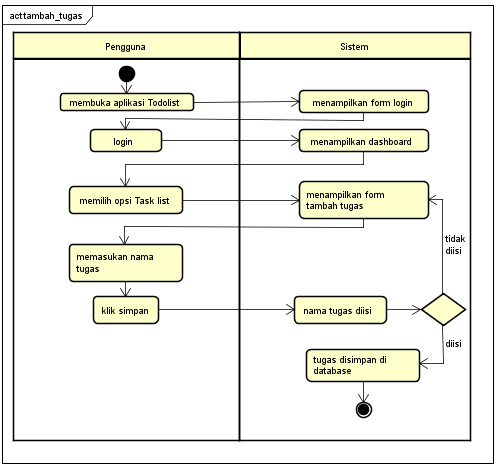 acttambah_tugas
Pengguna
Sistem
membuka aplikasi Todolist
menampilkan form login
login
menampilkan dashboard
memilih opsi Task list
menampilkan form
tambah tugas
tidak
diisi
memasukan nama
tugas
klik simpan
nama tugas diisi
diisi
tugas disimpan di
database